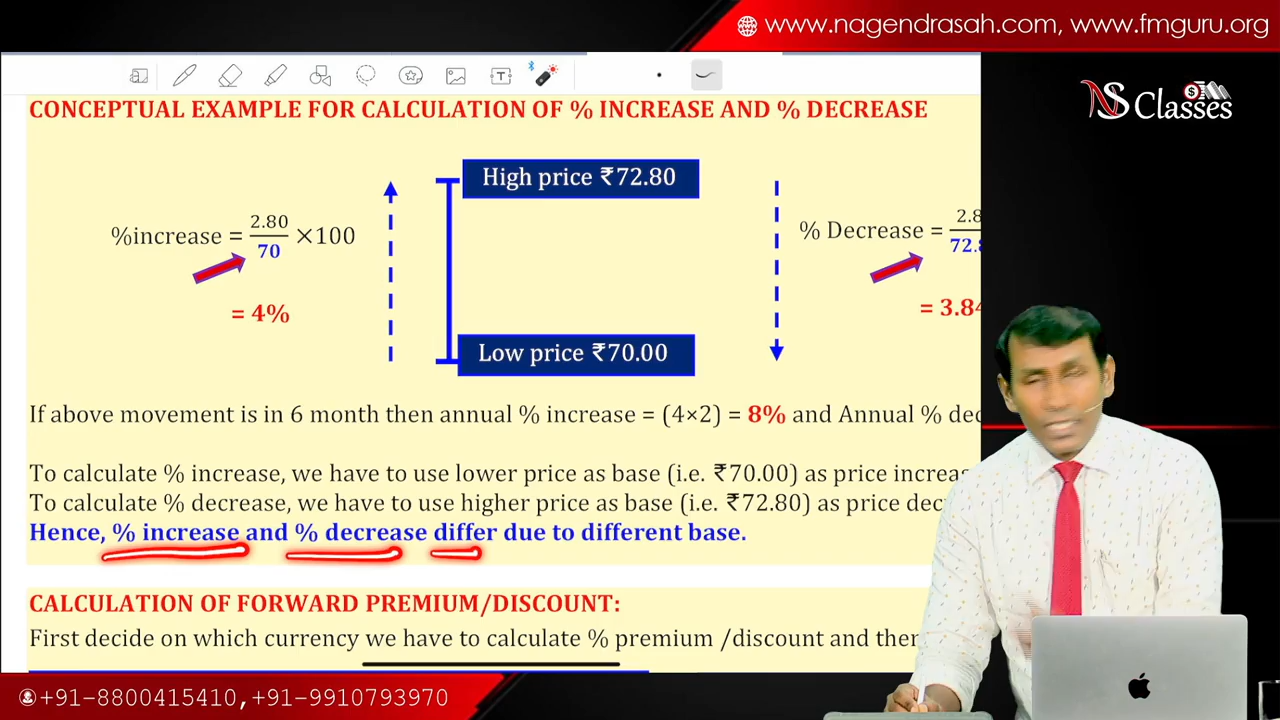 www.nagendrasah.com, www.fmguru.org
NS Classes
CONCEPTUAL EXAMPLE FOR CALCULATION OF % INCREASE AND % DECREASE
High price ₹72.80
%increase = 2.80/70 ×100
% Decrease = 2.8 / 72.8
= 4%
= 3.84
Low price ₹70.00
If above movement is in 6 month then annual % increase = (4×2) = 8% and Annual % dec
To calculate % increase, we have to use lower price as base (i.e. ₹70.00) as price increas
To calculate % decrease, we have to use higher price as base (i.e. ₹72.80) as price decr
Hence, % increase and % decrease differ due to different base.
CALCULATION OF FORWARD PREMIUM/DISCOUNT:
First decide on which currency we have to calculate % premium /discount and then
+91-8800415410, +91-9910793970